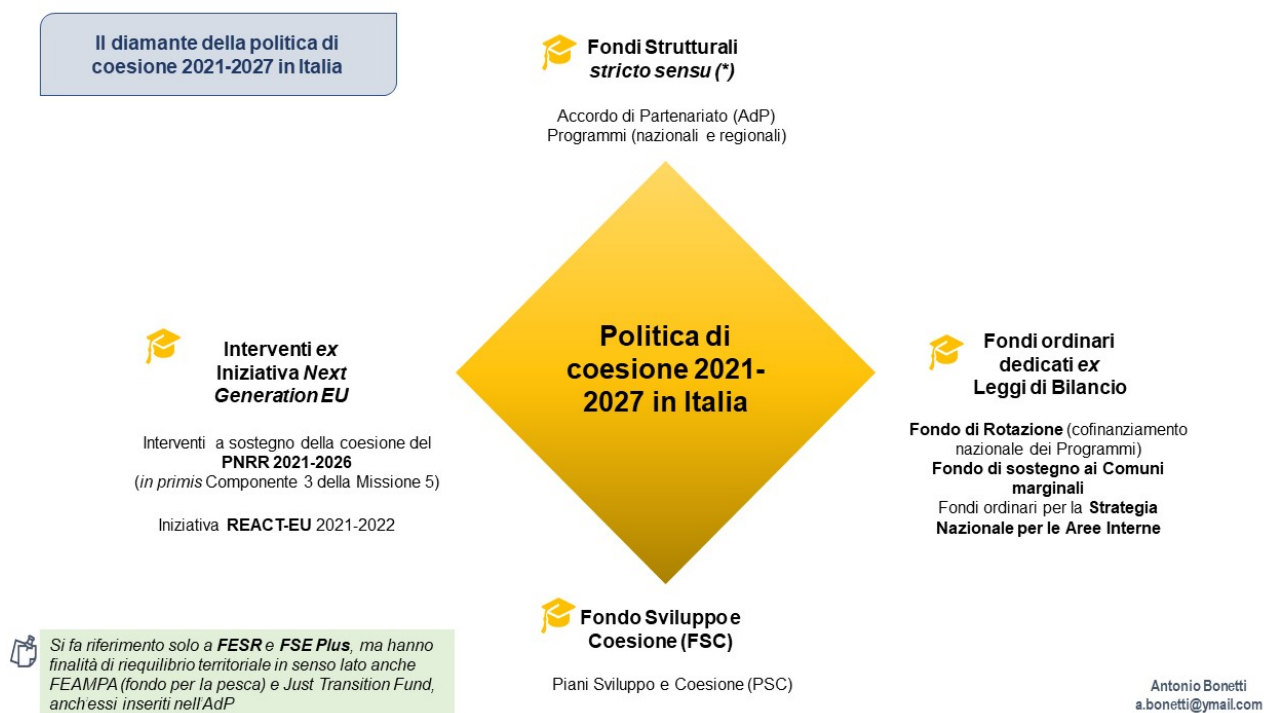 Il diamante della politica di
coesione 2021-2027 in Italia
Fondi Strutturali
stricto sensu (*)
Accordo di Partenariato (AdP)
Programmi (nazionali e regionali)
Interventi ex
Iniziativa Next
Generation EU
Interventi a sostegno della coesione del
PNRR 2021-2026
(in primis Componente 3 della Missione 5)
Iniziativa REACT-EU 2021-2022
Politica di
coesione 2021-
2027 in Italia
Fondi ordinari
dedicati ex
Leggi di Bilancio
Fondo di Rotazione (cofinanziamento
nazionale dei Programmi)
Fondo di sostegno ai Comuni
marginali
Fondi ordinari per la Strategia
Nazionale per le Aree Interne
Fondo Sviluppo e
Coesione (FSC)
Piani Sviluppo e Coesione (PSC)
Si fa riferimento solo a FESR e FSE Plus, ma hanno
finalità di riequilibrio territoriale in senso lato anche
FEAMPA (fondo per la pesca) e Just Transition Fund,
anch'essi inseriti nell'AdP
Antonio Bonetti
a.bonetti@ymail.com